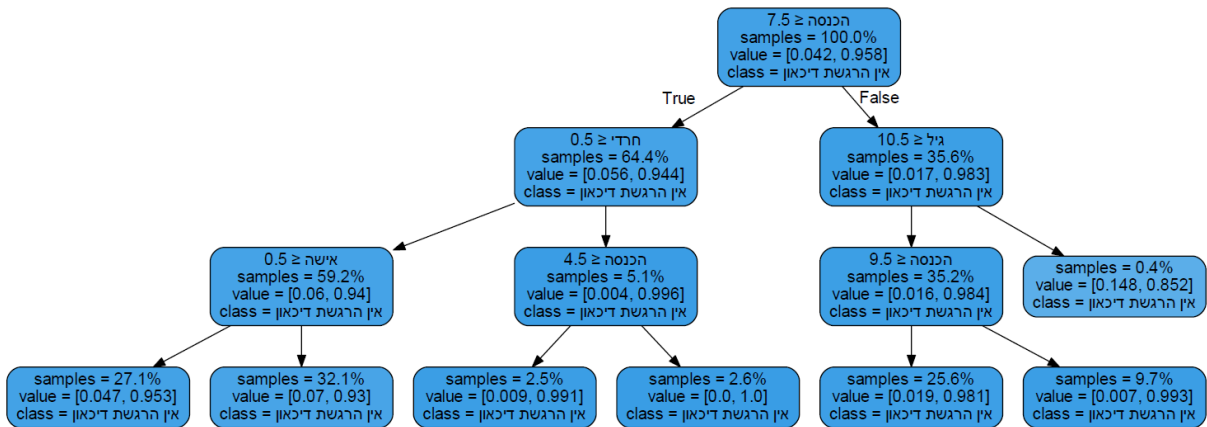 הכנסה ≤ 7.5
samples = 100.0%
value = [0.042, 0.958]
class = אין הרגשת דיכאון
True
False
חרדי ≤ 0.5
samples = 64.4%
value = [0.056, 0.944]
class = אין הרגשת דיכאון
גיל ≤ 10.5
samples = 35.6%
value = [0.017, 0.983]
class = אין הרגשת דיכאון
אישה ≤ 0.5
samples = 59.2%
value = [0.06, 0.94]
class = אין הרגשת דיכאון
הכנסה ≤ 4.5
samples = 5.1%
value = [0.004, 0.996]
class = אין הרגשת דיכאון
הכנסה ≤ 9.5
samples = 35.2%
value = [0.016, 0.984]
class = אין הרגשת דיכאון
samples = 0.4%
value = [0.148, 0.852]
class = אין הרגשת דיכאון
samples = 27.1%
value = [0.047, 0.953]
class = אין הרגשת דיכאון
samples = 32.1%
value = [0.07, 0.93]
class = אין הרגשת דיכאון
samples = 2.5%
value = [0.009, 0.991]
class = אין הרגשת דיכאון
samples = 2.6%
value = [0.0, 1.0]
class = אין הרגשת דיכאון
samples = 25.6%
value = [0.019, 0.981]
class = אין הרגשת דיכאון
samples = 9.7%
value = [0.007, 0.993]
class = אין הרגשת דיכאון